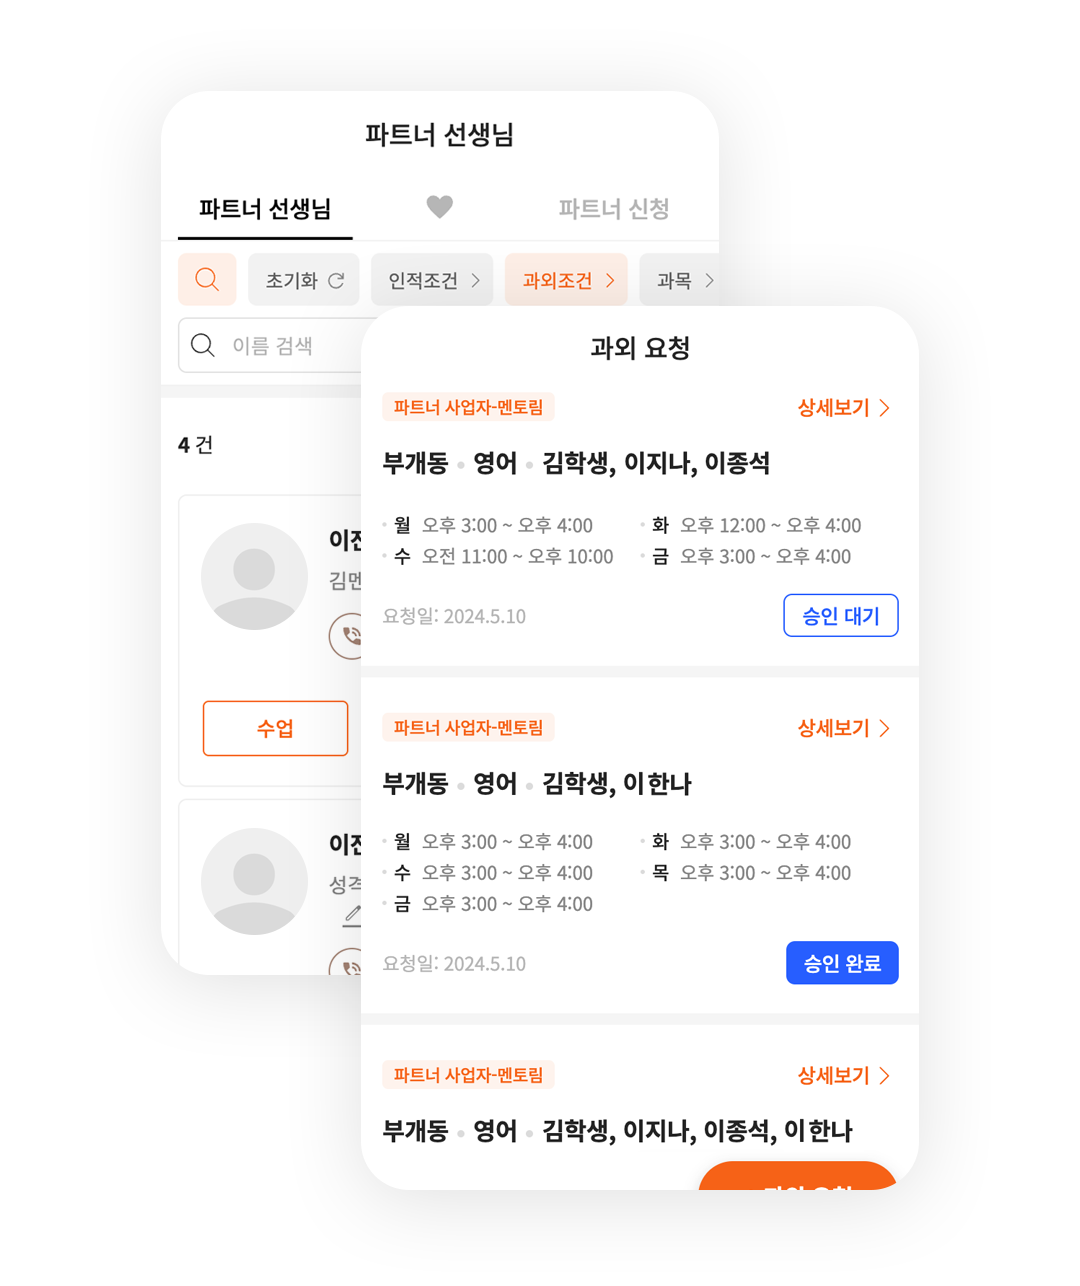 파트너 선생님
파트너 선생님
파트너 신청
초기화
인적조건
과외조건
과목
이름 검색
4 건
수업
과외 요청
파트너 사업자-멘토림
상세보기
부개동 • 영어 • 김학생, 이지나, 이종석
월 오후 3:00 ~ 오후 4:00
화 오후 12:00 ~ 오후 4:00
수 오전 11:00 ~ 오후 10:00
금 오후 3:00 ~ 오후 4:00
요청일: 2024.5.10
승인 대기
파트너 사업자-멘토림
상세보기
부개동 • 영어 • 김학생, 이한나
월 오후 3:00 ~ 오후 4:00
화 오후 3:00 ~ 오후 4:00
수 오후 3:00 ~ 오후 4:00
목 오후 3:00 ~ 오후 4:00
금 오후 3:00 ~ 오후 4:00
요청일: 2024.5.10
승인 완료
파트너 사업자-멘토림
상세보기
부개동 • 영어 • 김학생, 이지나, 이종석, 이한나